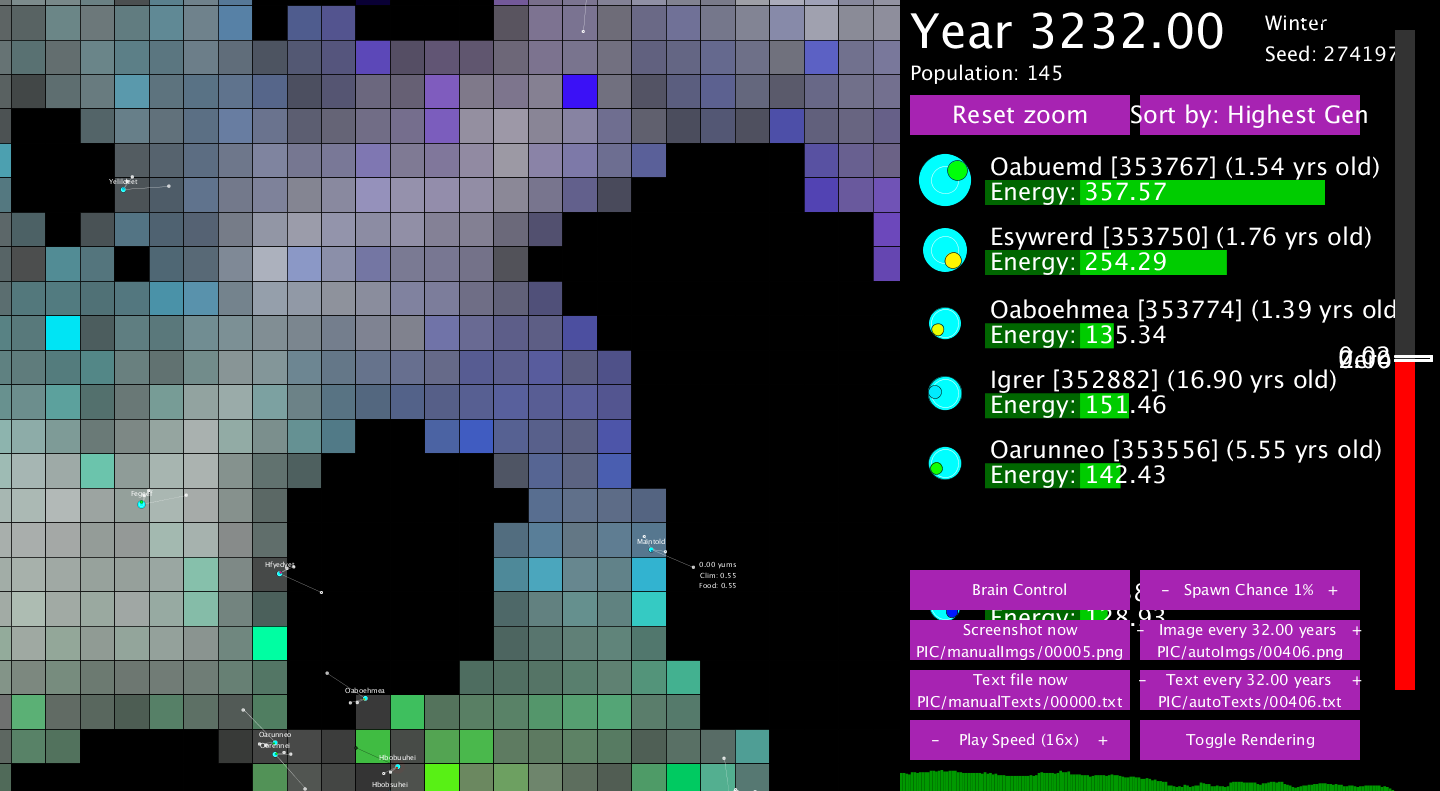 Year 3232.00
Winter
Seed: 274197
Population: 145
Reset zoom
Sort by: Highest Gen
Oabuemd [353767] (1.54 yrs old)
Energy: 357.57
Esywrerd [353750] (1.76 yrs old)
Energy: 254.29
Oaboehmea [353774] (1.39 yrs old
Energy: 135.34
0.02
Zero
Igrer [352882] (16.90 yrs old)
Energy: 151.46
Oarunneo [353556] (5.55 yrs old)
Energy: 142.43
Brain Control
- Spawn Chance 1% +
Energy: 128.93
Screenshot now
PIC/manualImgs/00005.png
- Image every 32.00 years +
PIC/autoImgs/00406.png
Text file now
PIC/manualTexts/00000.txt
- Text every 32.00 years +
PIC/autoTexts/00406.txt
- Play Speed (16x) +
Toggle Rendering
Maintold
0.00 yums
Clim: 0.55
Food: 0.55
Oaboehmea
Oarunneo
Hbobuuhei
Hbobsuhei